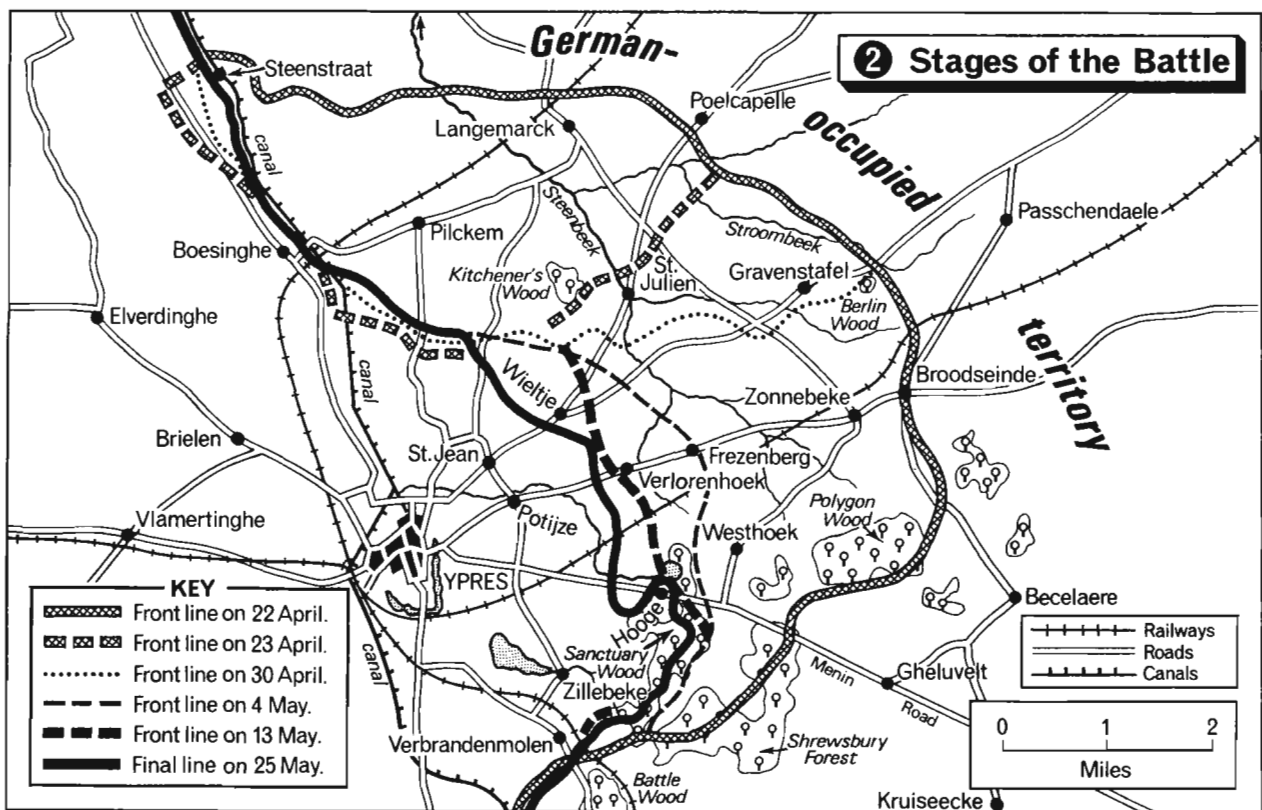 2 Stages of the Battle
German-
occupied
territory
Steenstraat
canal
Langemarck
Poelcapelle
Steenbeek
Passchendaele
Boesinghe
Pilckem
Stroombeek
Kitchener's
Wood
St.
Julien
Gravenstafel
Berlin
Wood
Elverdinghe
canal
Wieltje
Zonnebeke
Broodseinde
Brielen
St. Jean
Frezenberg
Verlorenhoek
Vlamertinghe
Potijze
Westhoek
Polygon
Wood
YPRES
Hooge
Becelaere
Sanctuary
Wood
Menin
Road
Gheluvelt
canal
Zillebeke
Verbrandenmolen
Shrewsbury
Forest
Battle
Wood
Kruiseecke
KEY
Front line on 22 April.
Front line on 23 April.
Front line on 30 April.
Front line on 4 May.
Front line on 13 May.
Final line on 25 May.
Railways
Roads
Canals
0 1 2
Miles